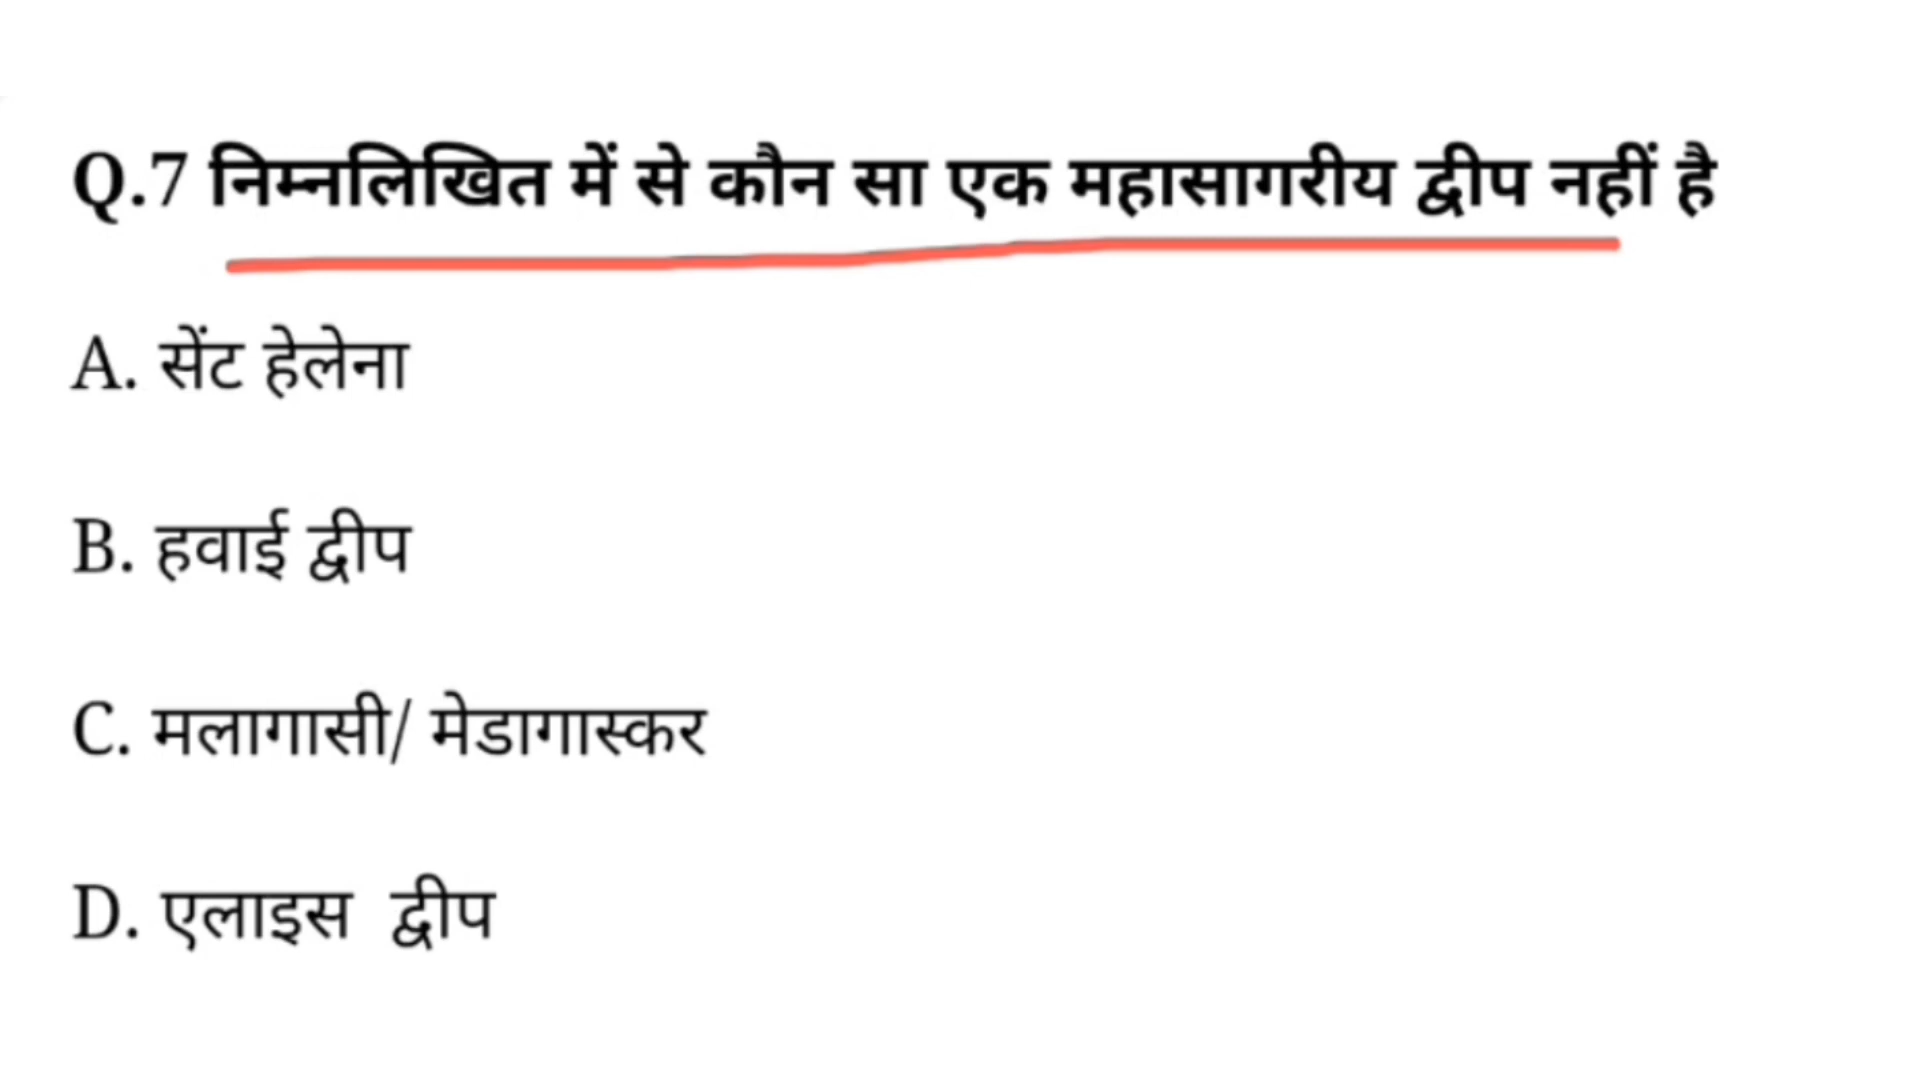 Q.7 निम्नलिखित में से कौन सा एक महासागरीय द्वीप नहीं है
A. सेंट हेलेना
B. हवाई द्वीप
C. मलागासी/ मेडागास्कर
D. एलाइस द्वीप